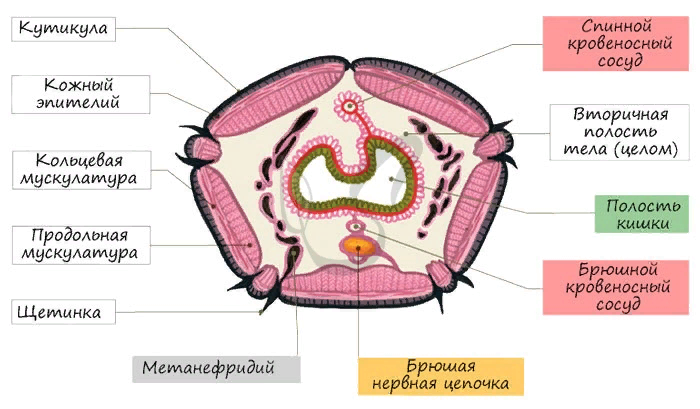 Кутикула
Кожный
эпителий
Кольцевая
мускулатура
Продольная
мускулатура
Щетинка
Метанефридий
Брюшая
нервная цепочка
Спинной
кровеносный
сосуд
Вторичная
полость
тела (целом)
Полость
кишки
Брюшной
кровеносный
сосуд